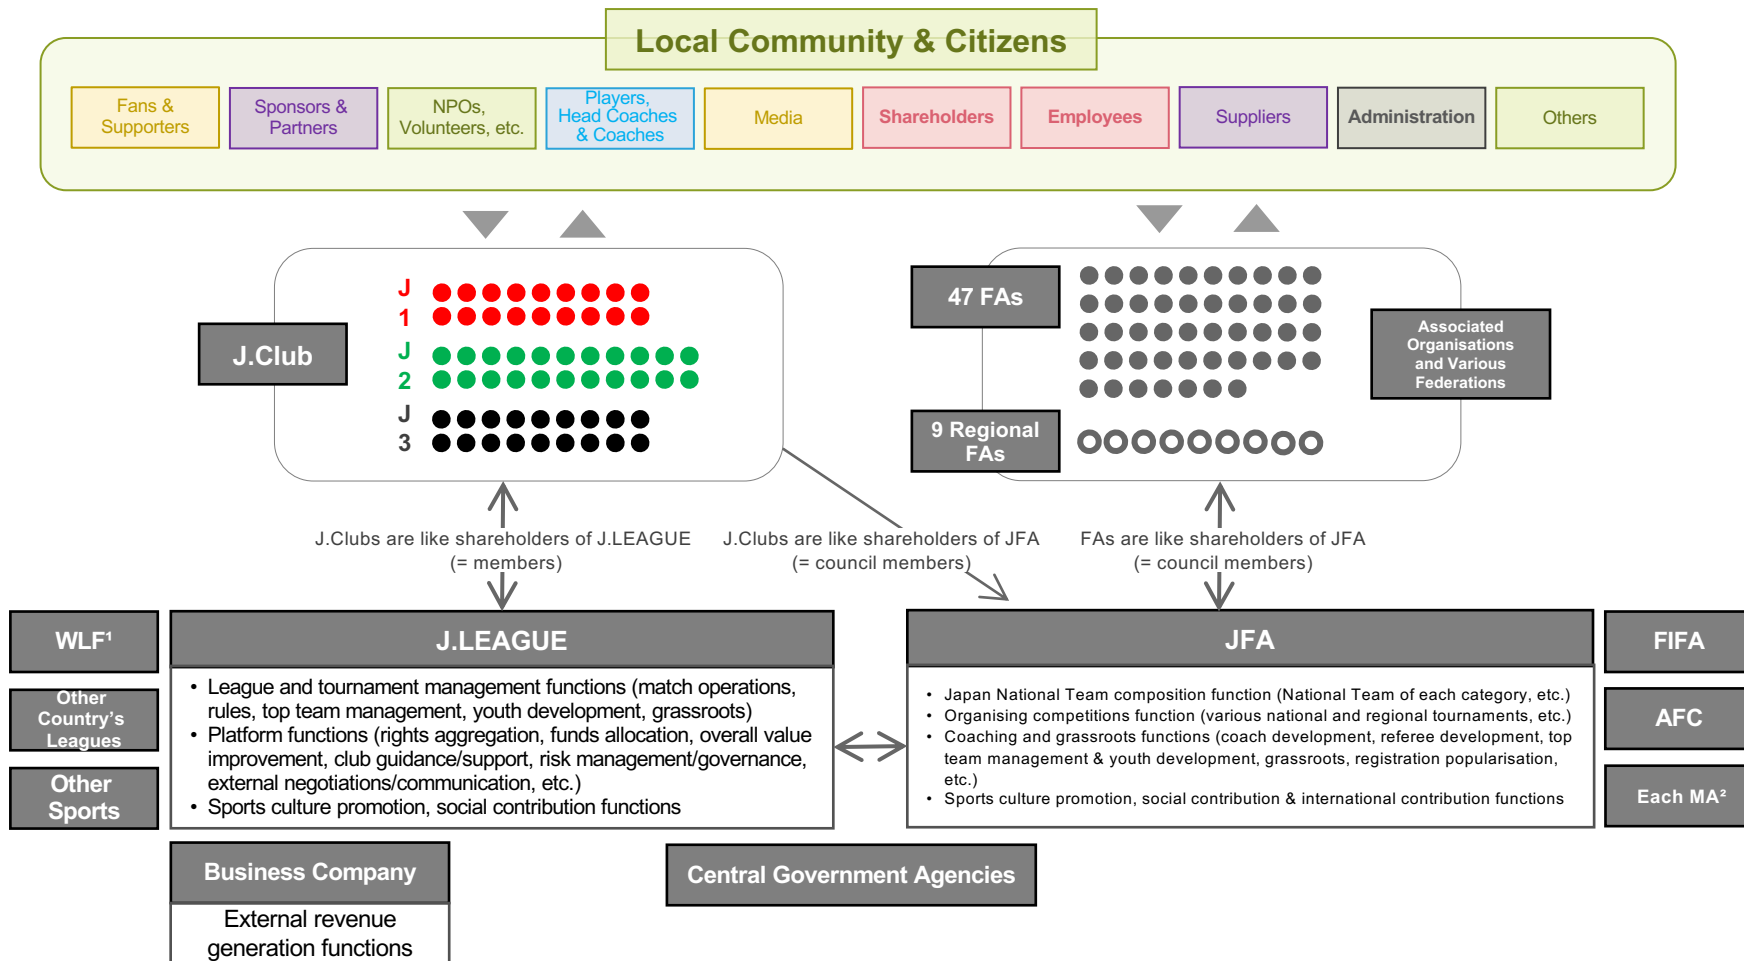 Local Community & Citizens
Fans &
Supporters
Sponsors &
Partners
NPOs,
Volunteers, etc.
Players,
Head Coaches
& Coaches
Media
Shareholders
Employees
Suppliers
Administration
Others
J.Club
J
1
J
2
J
3
47 FAs
9 Regional
FAs
Associated
Organisations
and Various
Federations
J.Clubs are like shareholders of J.LEAGUE
(= members)
J.Clubs are like shareholders of JFA
(= council members)
FAs are like shareholders of JFA
(= council members)
WLF¹
Other
Country’s
Leagues
Other
Sports
J.LEAGUE
• League and tournament management functions (match operations,
rules, top team management, youth development, grassroots)
• Platform functions (rights aggregation, funds allocation, overall value
improvement, club guidance/support, risk management/governance,
external negotiations/communication, etc.)
• Sports culture promotion, social contribution functions
JFA
• Japan National Team composition function (National Team of each category, etc.)
• Organising competitions function (various national and regional tournaments, etc.)
• Coaching and grassroots functions (coach development, referee development, top
team management & youth development, grassroots, registration popularisation,
etc.)
• Sports culture promotion, social contribution & international contribution functions
FIFA
AFC
Each MA²
Business Company
External revenue
generation functions
Central Government Agencies